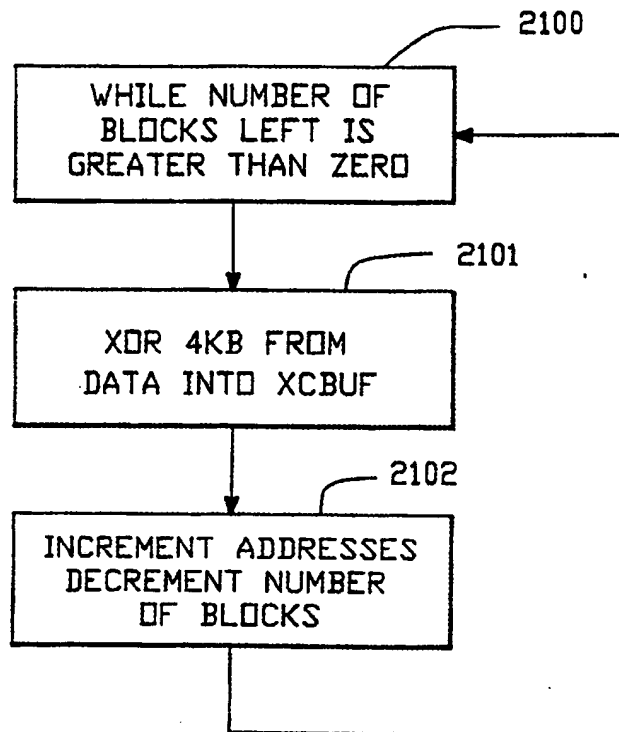 2100
WHILE NUMBER OF
BLOCKS LEFT IS
GREATER THAN ZERO
2101
XOR 4KB FROM
DATA INTO XCBUF
2102
INCREMENT ADDRESSES
DECREMENT NUMBER
OF BLOCKS